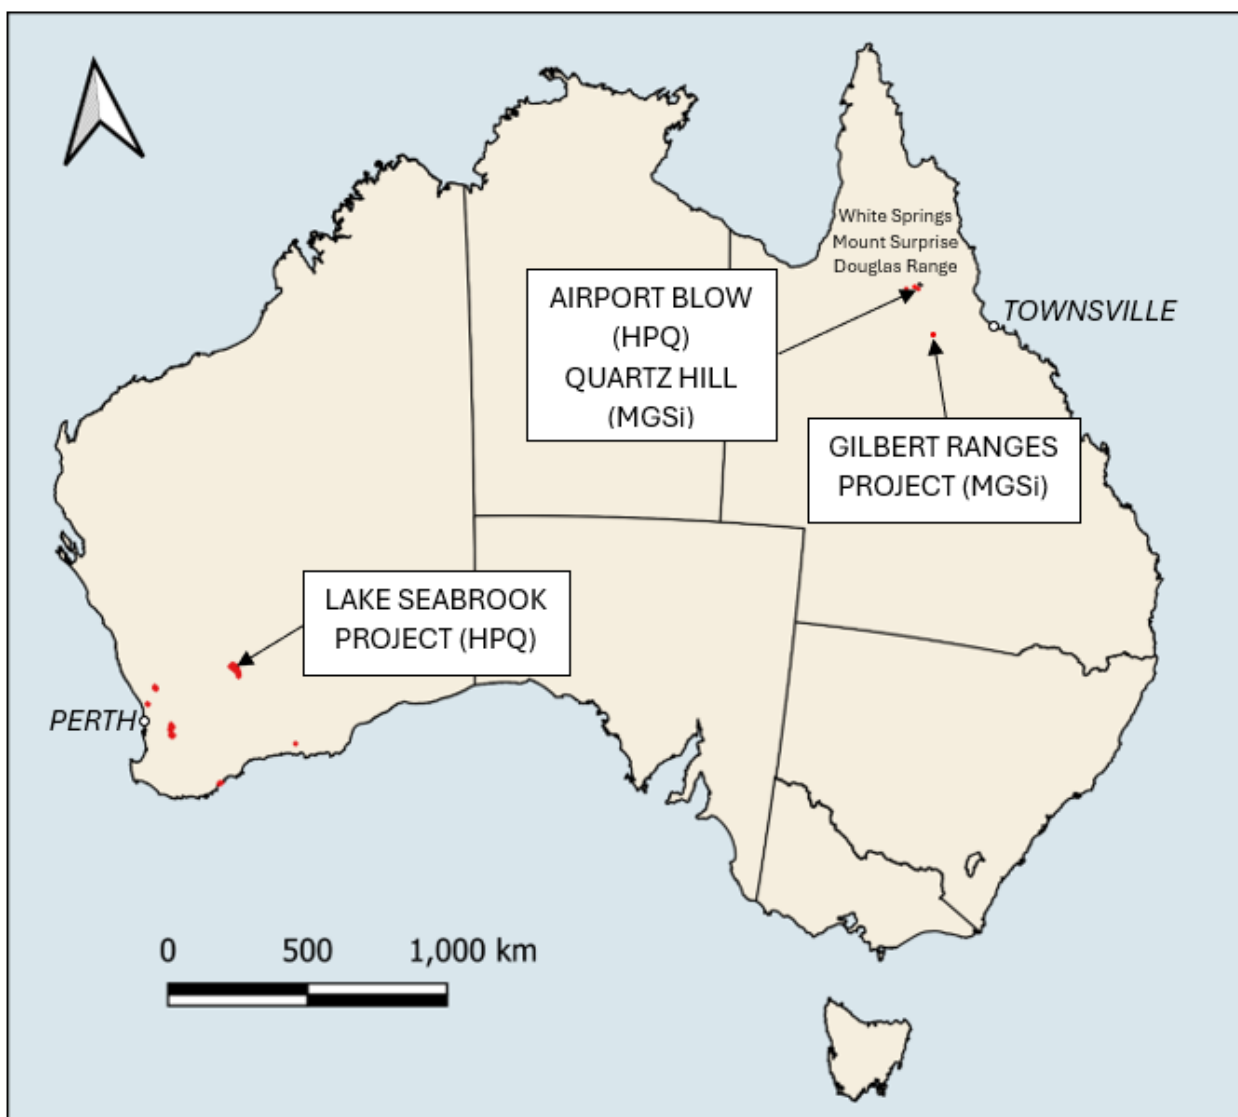 White Springs
Mount Surprise
Douglas Range
AIRPORT BLOW
(HPQ)
QUARTZ HILL
(MGSi)
TOWNSVILLE
GILBERT RANGES
PROJECT (MGSi)
LAKE SEABROOK
PROJECT (HPQ)
PERTH
0 500 1,000 km